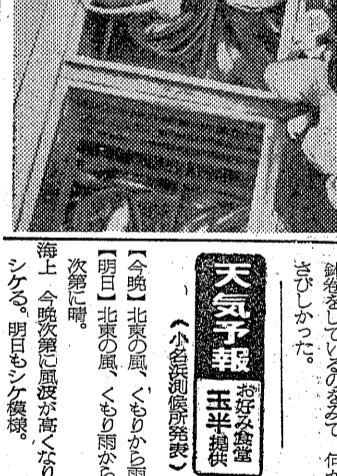 鉢巻をしているのをみて、何か
さびしかった。
天気予報
お好み食堂
玉半提供
《小名浜測候所発表》
【今晩】北東の風、くもりから雨
【明日】北東の風、くもり雨から
次第に晴。
海上 今晩次第に風波が高くなり
シケる。明日もシケ模様。